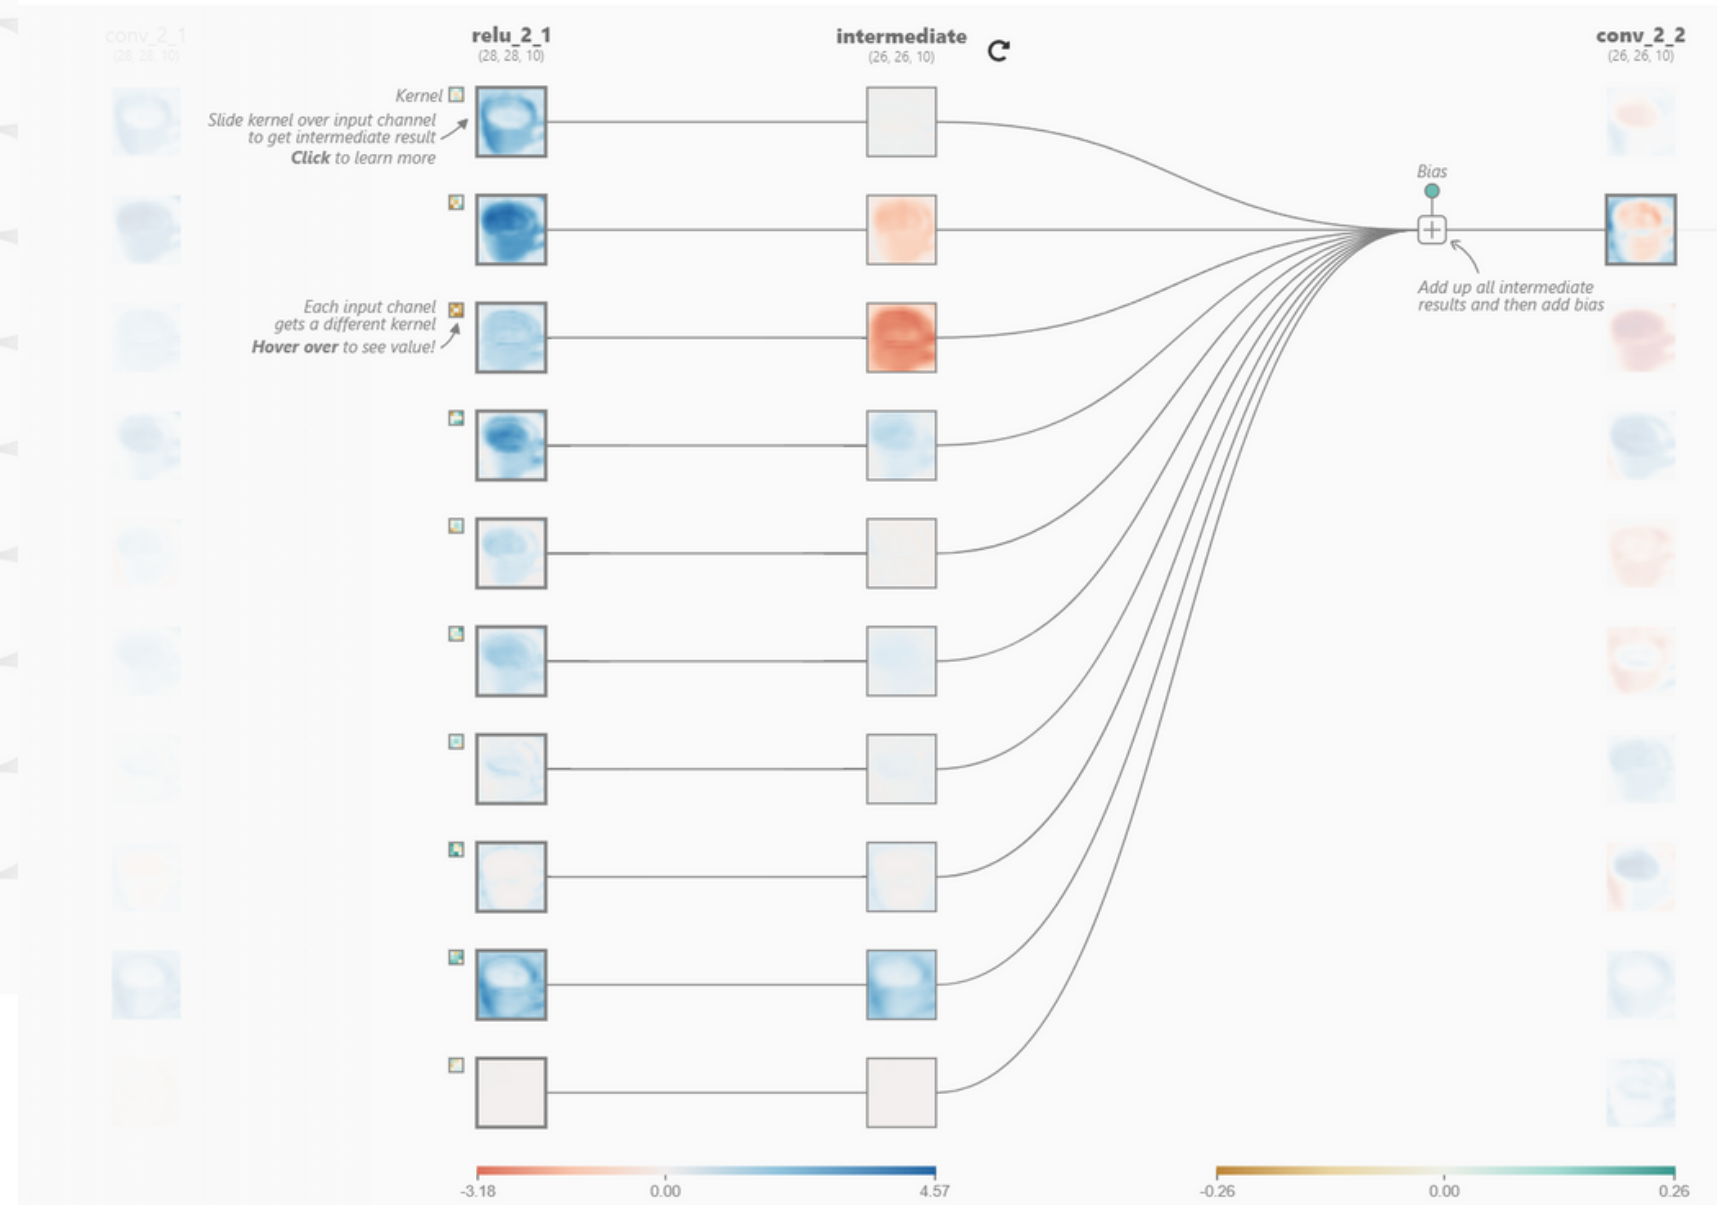 conv_2_1
(28, 28, 10)
relu_2_1
(28, 28, 10)
intermediate
(26, 26, 10)
conv_2_2
(26, 26, 10)
Kernel
Slide kernel over input channel
to get intermediate result
Click to learn more
Bias
Each input chanel
gets a different kernel
Hover over to see value!
Add up all intermediate
results and then add bias
-3.18
0.00
4.57
-0.26
0.00
0.26